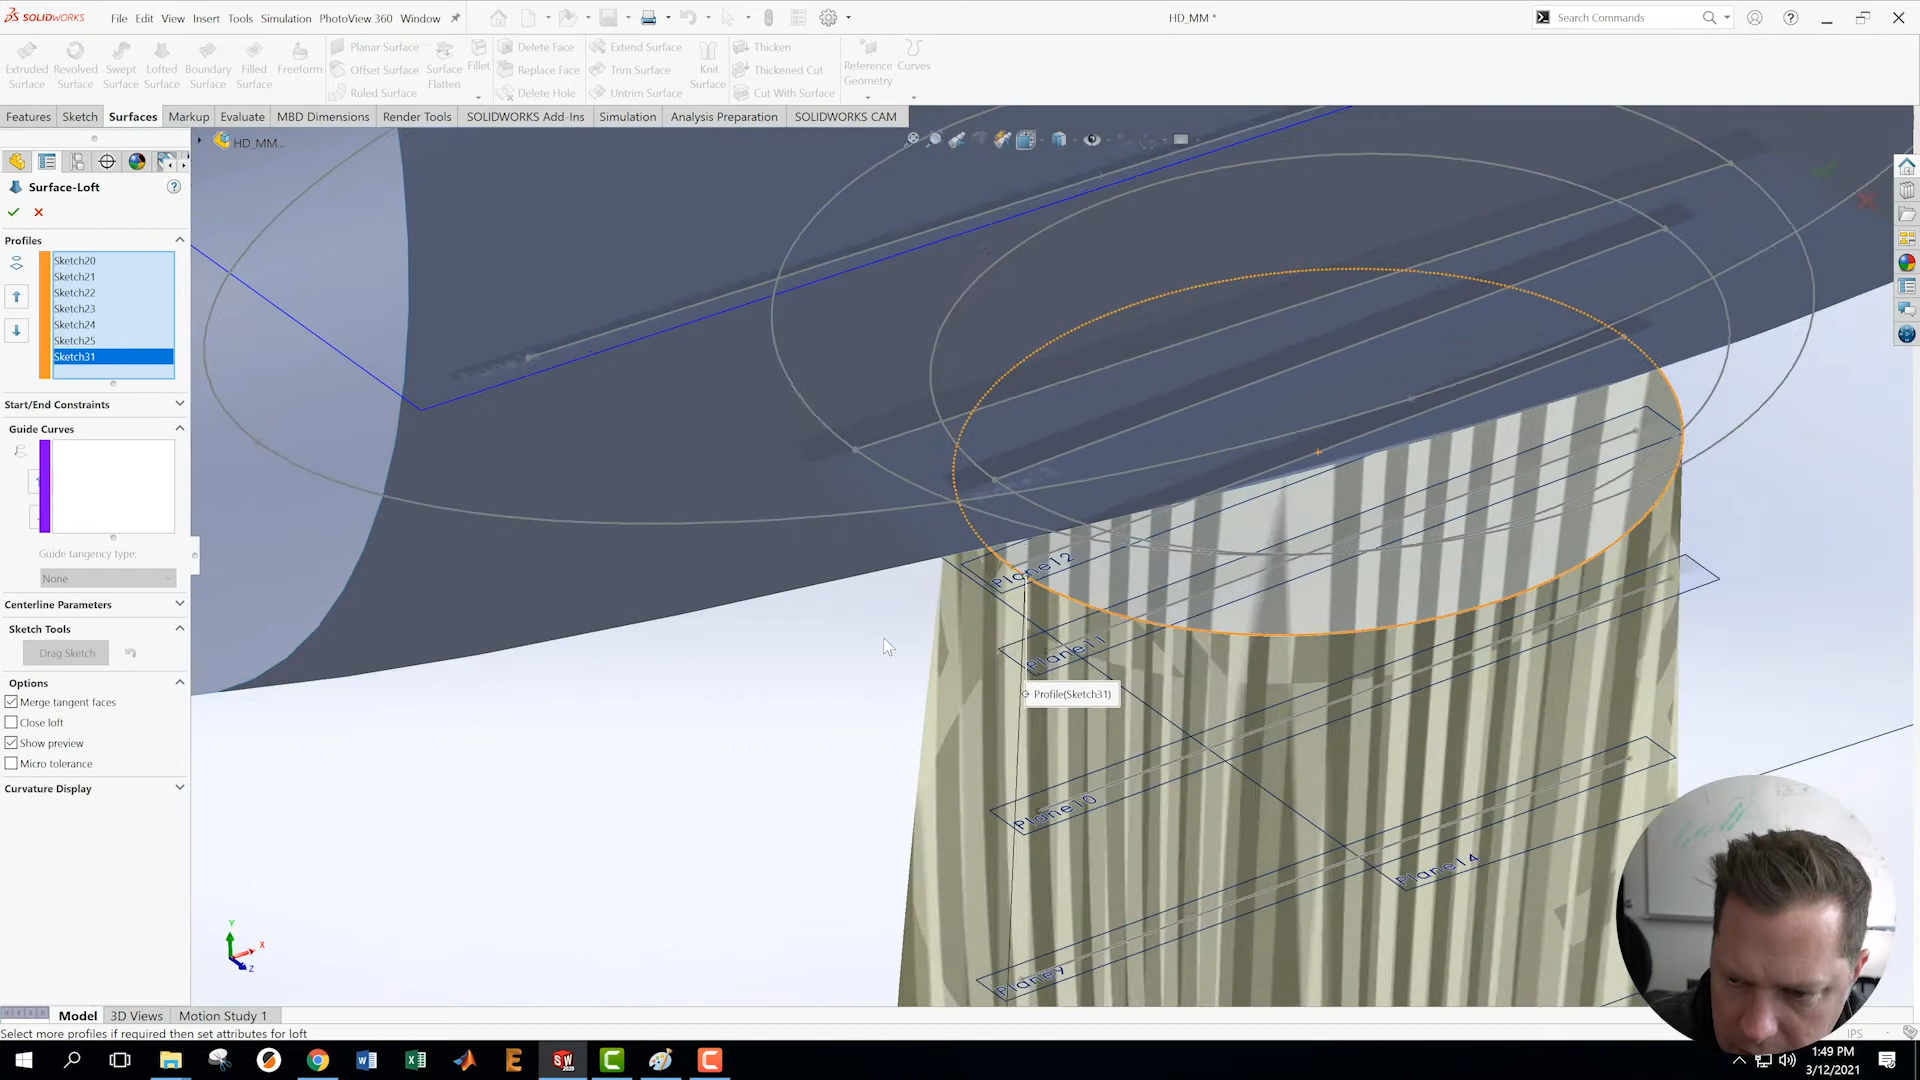 SOLIDWORKS
File Edit View Insert Tools Simulation PhotoView 360 Window
HD_MM *
Search Commands
Extruded Surface
Revolved Surface
Swept Surface
Lofted Surface
Boundary Surface
Filled Surface
Freeform
Planar Surface
Offset Surface
Ruled Surface
Surface Flatten
Fillet
Delete Face
Replace Face
Delete Hole
Extend Surface
Trim Surface
Untrim Surface
Knit Surface
Thicken
Thickened Cut
Cut With Surface
Reference Geometry
Curves
Features Sketch Surfaces Markup Evaluate MBD Dimensions Render Tools SOLIDWORKS Add-Ins Simulation Analysis Preparation SOLIDWORKS CAM
HD_MM...
Surface-Loft
Profiles
Sketch20
Sketch21
Sketch22
Sketch23
Sketch24
Sketch25
Sketch31
Start/End Constraints
Guide Curves
Guide tangency type:
None
Centerline Parameters
Sketch Tools
Drag Sketch
Options
Merge tangent faces
Close loft
Show preview
Micro tolerance
Curvature Display
Plane12
Plane11
Profile(Sketch31)
Plane10
Plane14
Plane9
Y
X
Z
Model 3D Views Motion Study 1
Select more profiles if required then set attributes for loft
IPS
1:49 PM
3/12/2021